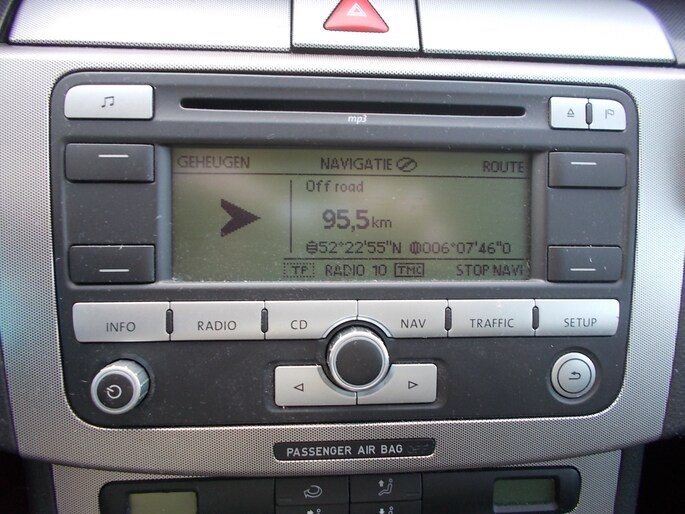 mp3
GEHEUGEN NAVIGATIE ROUTE
Off road
95,5km
52°22'55"N 006°07'46"O
TP RADIO 10 TMC STOP NAVI
INFO RADIO CD NAV TRAFFIC SETUP
PASSENGER AIR BAG